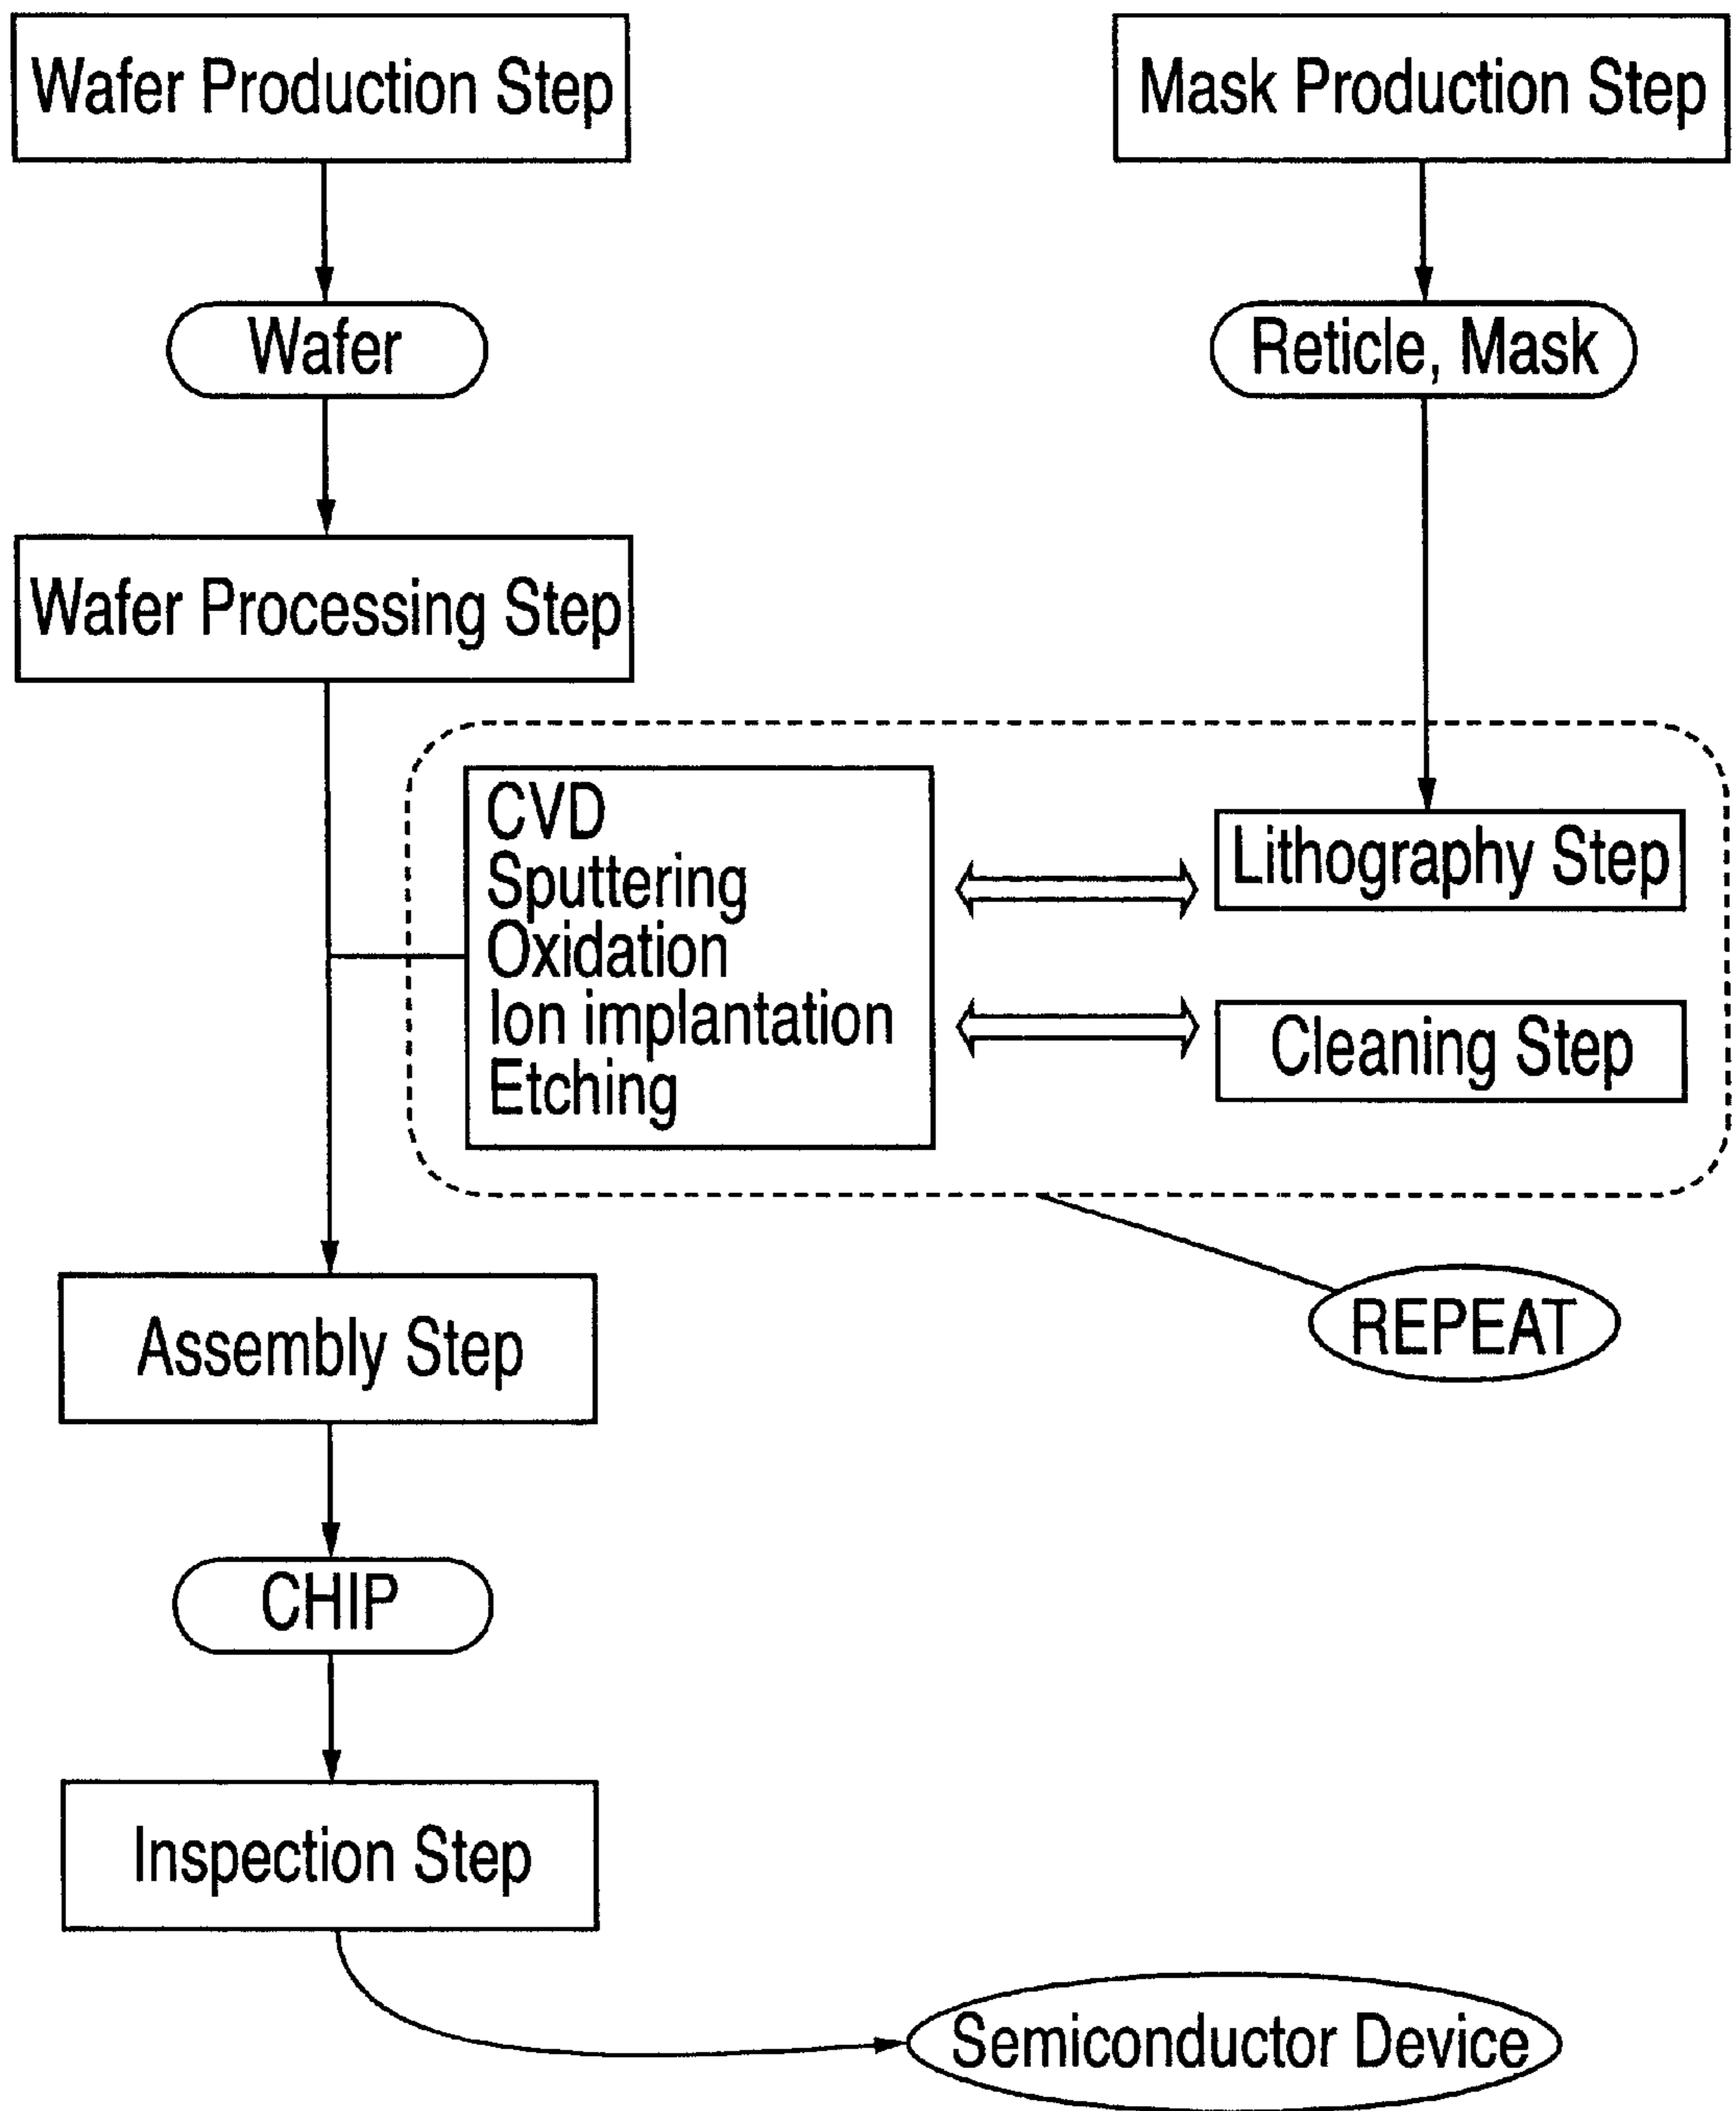 Wafer Production Step
Mask Production Step
Wafer
Reticle, Mask
Wafer Processing Step
CVD
Sputtering
Oxidation
Ion implantation
Etching
Lithography Step
Cleaning Step
Assembly Step
REPEAT
CHIP
Inspection Step
Semiconductor Device